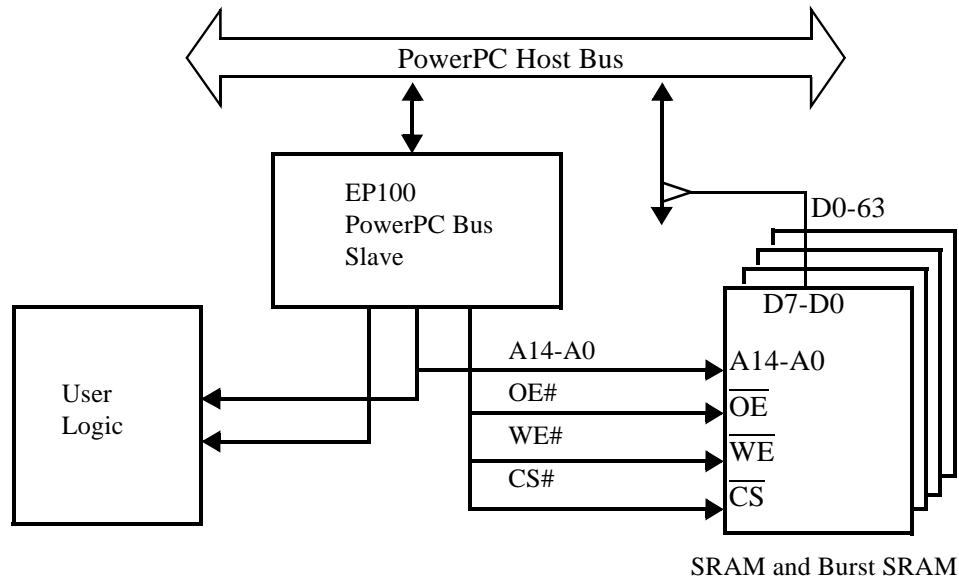 PowerPC Host Bus
EP100
PowerPC Bus
Slave
D0-63
D7-D0
User
Logic
A14-A0
OE#
WE#
CS#
A14-A0
OE
WE
CS
SRAM and Burst SRAM